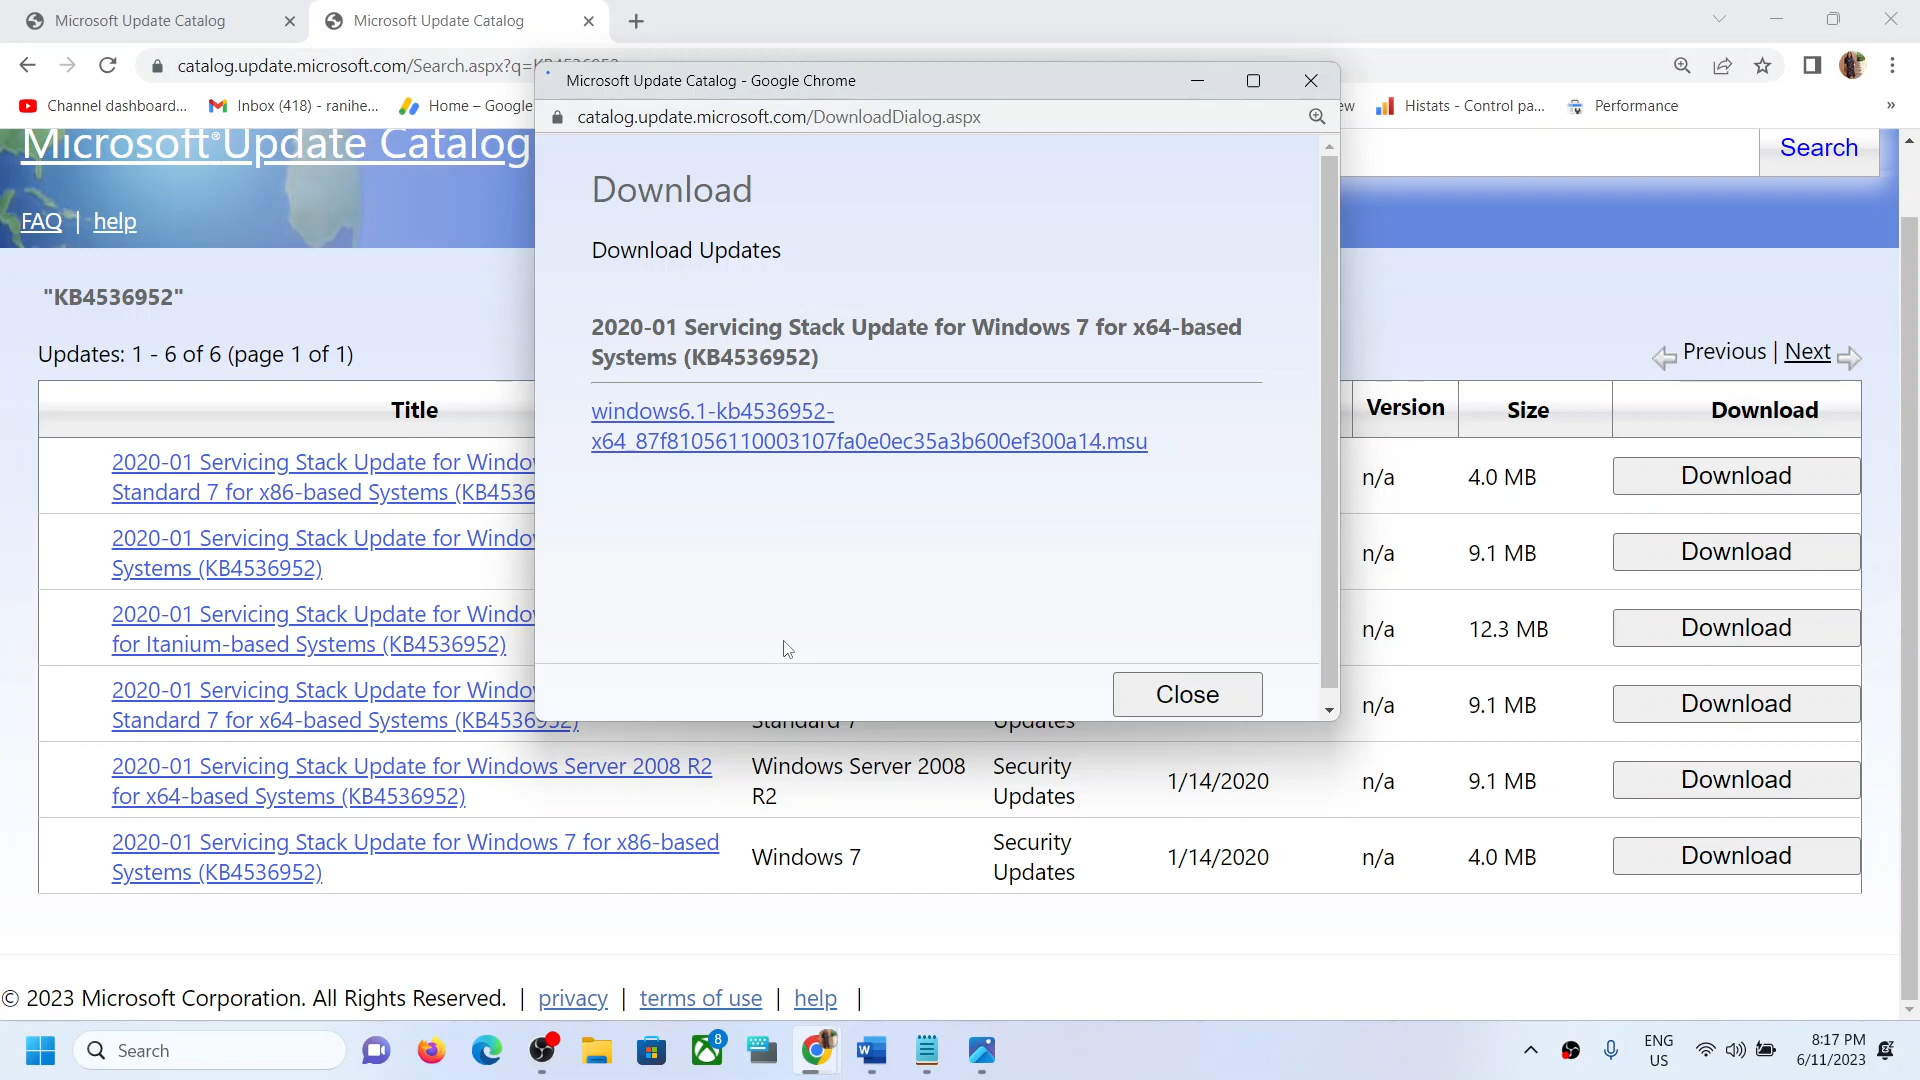 Microsoft Update Catalog
Microsoft Update Catalog
catalog.update.microsoft.com/Search.aspx?q=KB4536952
Channel dashboard...
Inbox (418) - ranihe...
Home – Google
ew
Histats - Control pa...
Performance
»
Microsoft Update Catalog - Google Chrome
catalog.update.microsoft.com/DownloadDialog.aspx
Download
Download Updates
2020-01 Servicing Stack Update for Windows 7 for x64-based
Systems (KB4536952)
windows6.1-kb4536952-
x64_87f81056110003107fa0e0ec35a3b600ef300a14.msu
Close
Microsoft® Update Catalog
Search
FAQ | help
"KB4536952"
Updates: 1 - 6 of 6 (page 1 of 1)
Previous | Next
Title
Version
Size
Download
2020-01 Servicing Stack Update for Windo
Standard 7 for x86-based Systems (KB4536
n/a
4.0 MB
Download
2020-01 Servicing Stack Update for Windo
Systems (KB4536952)
n/a
9.1 MB
Download
2020-01 Servicing Stack Update for Windo
for Itanium-based Systems (KB4536952)
n/a
12.3 MB
Download
2020-01 Servicing Stack Update for Windo
Standard 7 for x64-based Systems (KB4536952)
Standard 7
Updates
n/a
9.1 MB
Download
2020-01 Servicing Stack Update for Windows Server 2008 R2
for x64-based Systems (KB4536952)
Windows Server 2008
R2
Security
Updates
1/14/2020
n/a
9.1 MB
Download
2020-01 Servicing Stack Update for Windows 7 for x86-based
Systems (KB4536952)
Windows 7
Security
Updates
1/14/2020
n/a
4.0 MB
Download
© 2023 Microsoft Corporation. All Rights Reserved. | privacy | terms of use | help |
Search
8
ENG
US
8:17 PM
6/11/2023